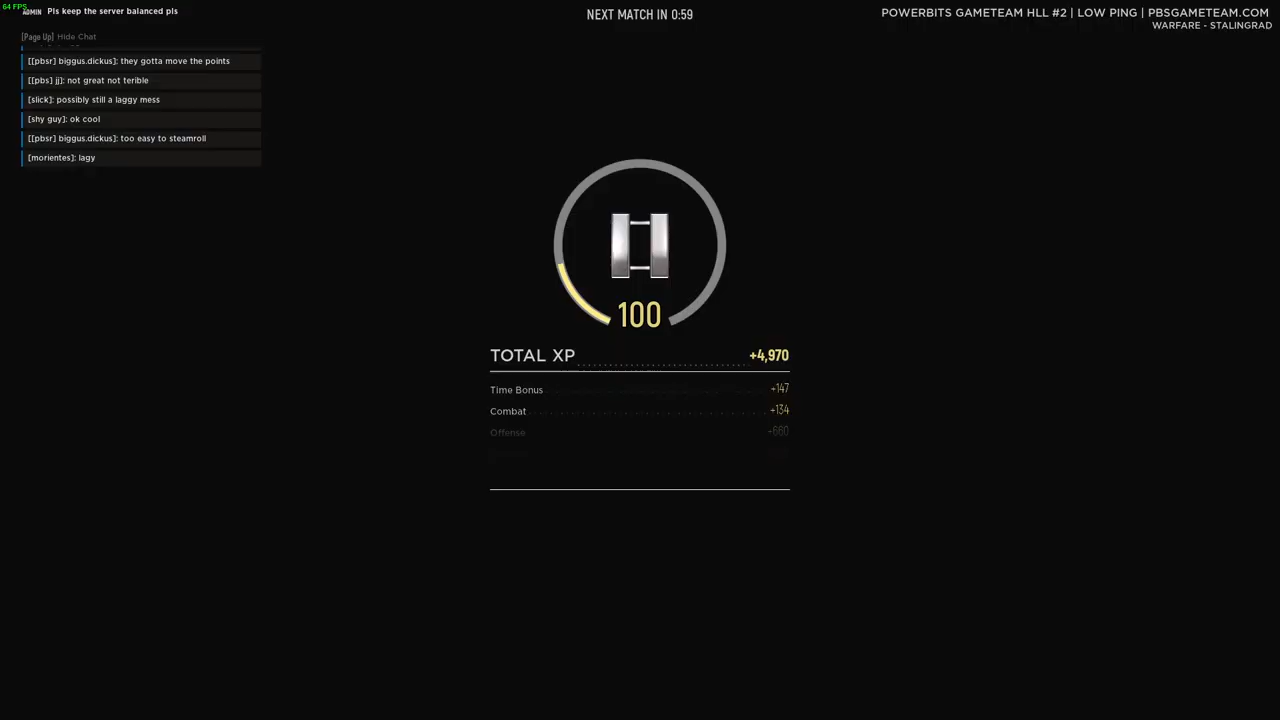 64 FPS
ADMIN Pls keep the server balanced pls
NEXT MATCH IN 0:59
POWERBITS GAMETEAM HLL #2 | LOW PING | PBSGAMETEAM.COM
WARFARE - STALINGRAD
[Page Up] Hide Chat
[[pbsr] biggus.dickus]: they gotta move the points
[[pbs] jj]: not great not terible
[slick]: possibly still a laggy mess
[shy guy]: ok cool
[[pbsr] biggus.dickus]: too easy to steamroll
[morientes]: lagy
100
TOTAL XP +4,970
Time Bonus +147
Combat +134
Offense +660